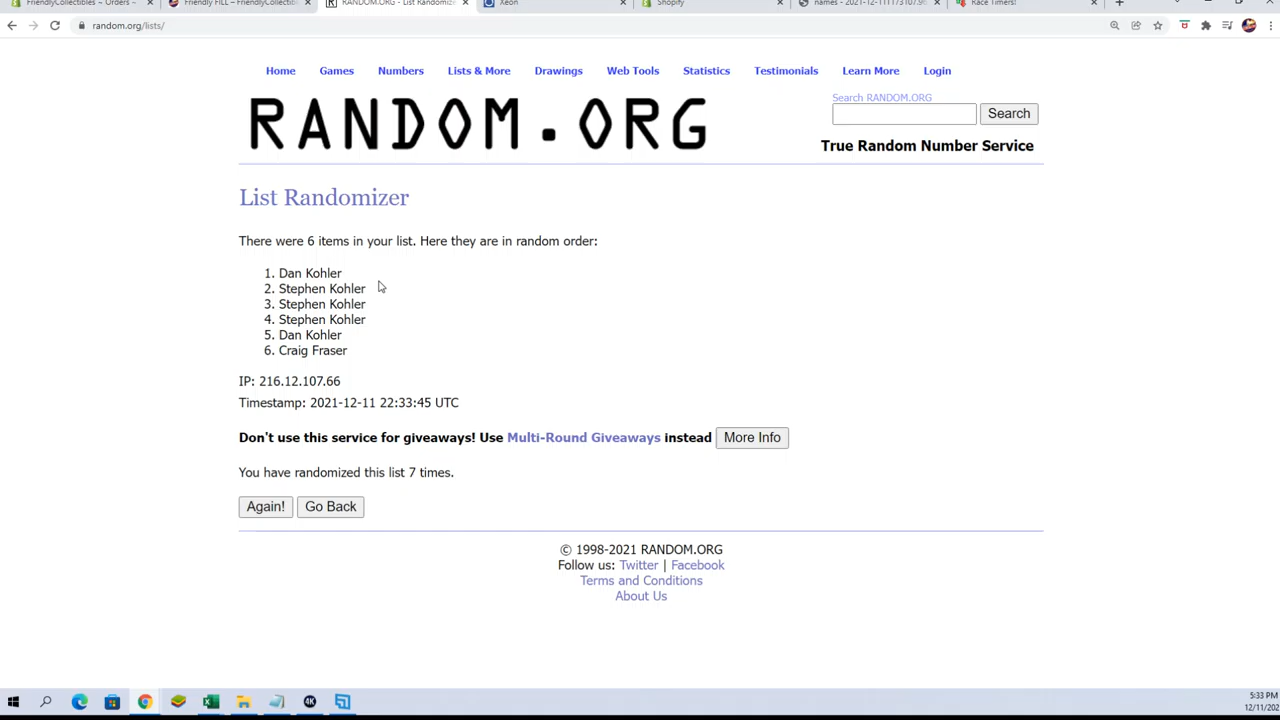 FriendlyCollectibles ~ Orders ~
Friendly FILL – FriendlyCollectib
RANDOM.ORG - List Randomizer
Xeon
Shopify
names - 2021-12-11
Race Timers!
random.org/lists/
Home Games Numbers Lists & More Drawings Web Tools Statistics Testimonials Learn More Login
RANDOM.ORG
Search RANDOM.ORG
Search
True Random Number Service
List Randomizer
There were 6 items in your list. Here they are in random order:
1. Dan Kohler
2. Stephen Kohler
3. Stephen Kohler
4. Stephen Kohler
5. Dan Kohler
6. Craig Fraser
IP: 216.12.107.66
Timestamp: 2021-12-11 22:33:45 UTC
Don't use this service for giveaways! Use Multi-Round Giveaways instead More Info
You have randomized this list 7 times.
Again! Go Back
© 1998-2021 RANDOM.ORG
Follow us: Twitter | Facebook
Terms and Conditions
About Us
4K
5:33 PM
12/11/202